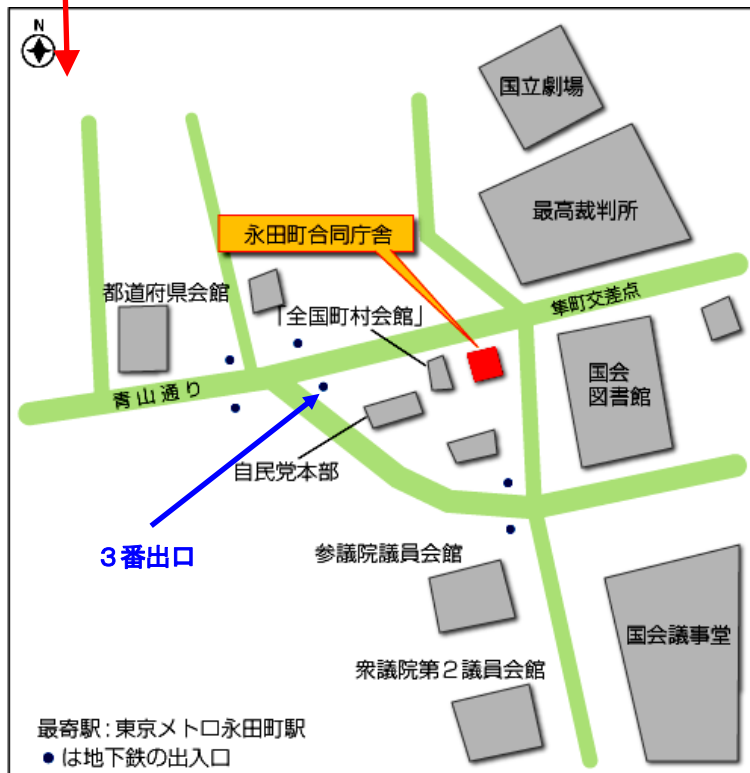 N
国立劇場
最高裁判所
永田町合同庁舎
都道府県会館
「全国町村会館」
隼町交差点
国会
図書館
青山通り
自民党本部
3番出口
参議院議員会館
国会議事堂
衆議院第2議員会館
最寄駅:東京メトロ永田町駅
●は地下鉄の出入口